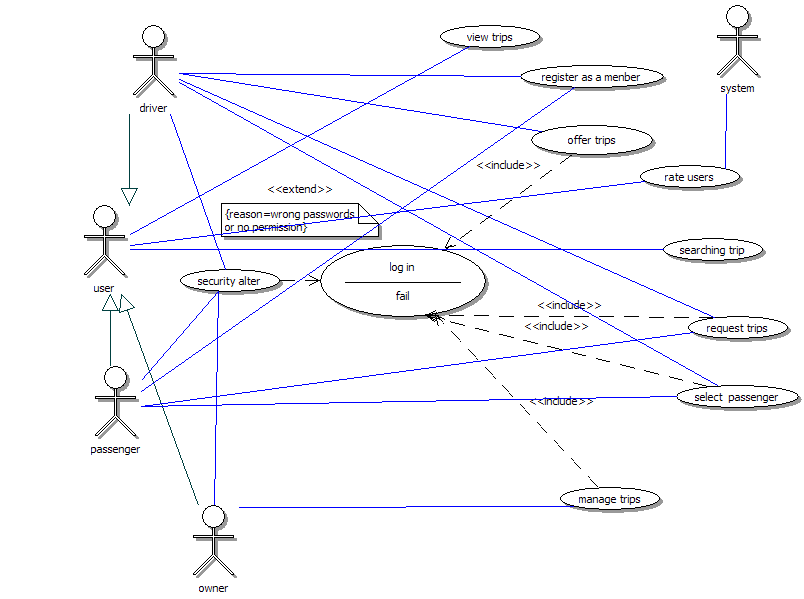 view trips
register as a menber
system
driver
offer trips
<<include>>
rate users
<<extend>>
{reason=wrong passwords
or no permission}
searching trip
log in
user
security alter
fail
<<include>>
<<include>>
request trips
select passenger
<<include>>
passenger
manage trips
owner